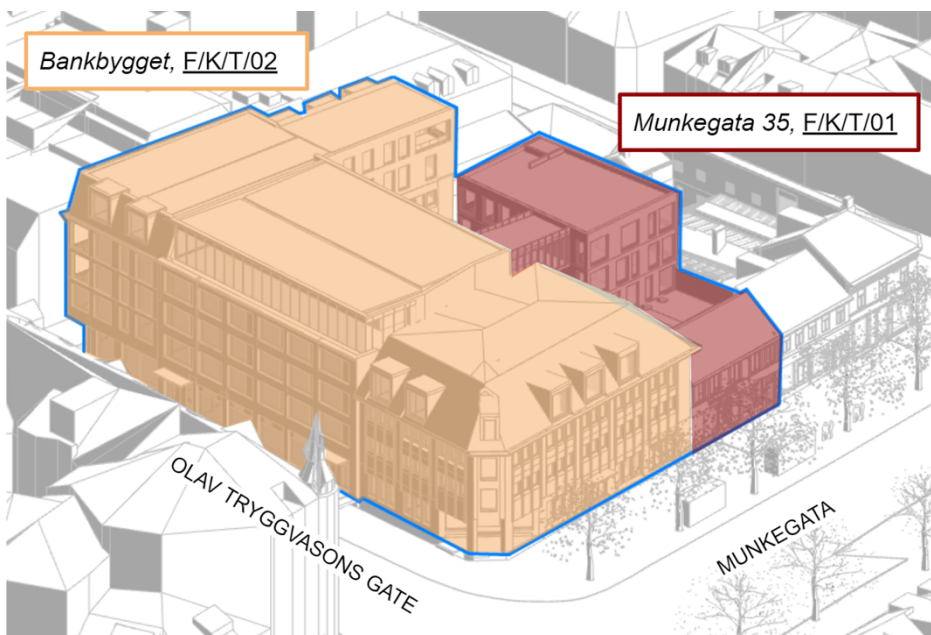 Bankbygget, F/K/T/02
Munkegata 35, F/K/T/01
OLAV TRYGGVASONS GATE
MUNKEGATA